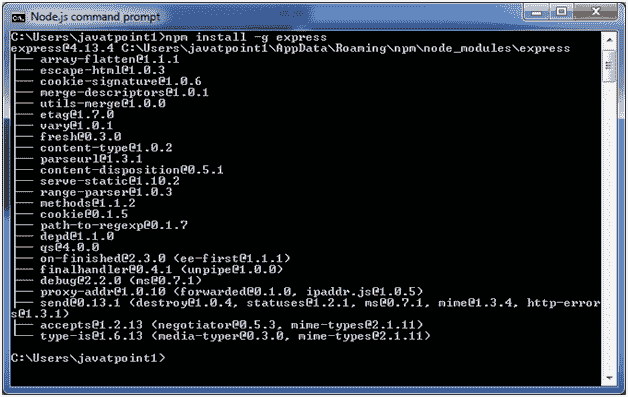 Node.js command prompt
C:\Users\javatpoint1>npm install -g express
express@4.13.4 C:\Users\javatpoint1\AppData\Roaming\npm\node_modules\express
├── array-flatten@1.1.1
├── escape-html@1.0.3
├── cookie-signature@1.0.6
├── merge-descriptors@1.0.1
├── utils-merge@1.0.0
├── etag@1.7.0
├── vary@1.0.1
├── fresh@0.3.0
├── content-type@1.0.2
├── parseurl@1.3.1
├── content-disposition@0.5.1
├── serve-static@1.10.2
├── range-parser@1.0.3
├── methods@1.1.2
├── cookie@0.1.5
├── path-to-regexp@0.1.7
├── depd@1.1.0
├── qs@4.0.0
├── on-finished@2.3.0 (ee-first@1.1.1)
├── finalhandler@0.4.1 (unpipe@1.0.0)
├── debug@2.2.0 (ms@0.7.1)
├── proxy-addr@1.0.10 (forwarded@0.1.0, ipaddr.js@1.0.5)
├── send@0.13.1 (destroy@1.0.4, statuses@1.2.1, ms@0.7.1, mime@1.3.4, http-error
s@1.3.1)
├── accepts@1.2.13 (negotiator@0.5.3, mime-types@2.1.11)
└── type-is@1.6.13 (media-typer@0.3.0, mime-types@2.1.11)
C:\Users\javatpoint1>